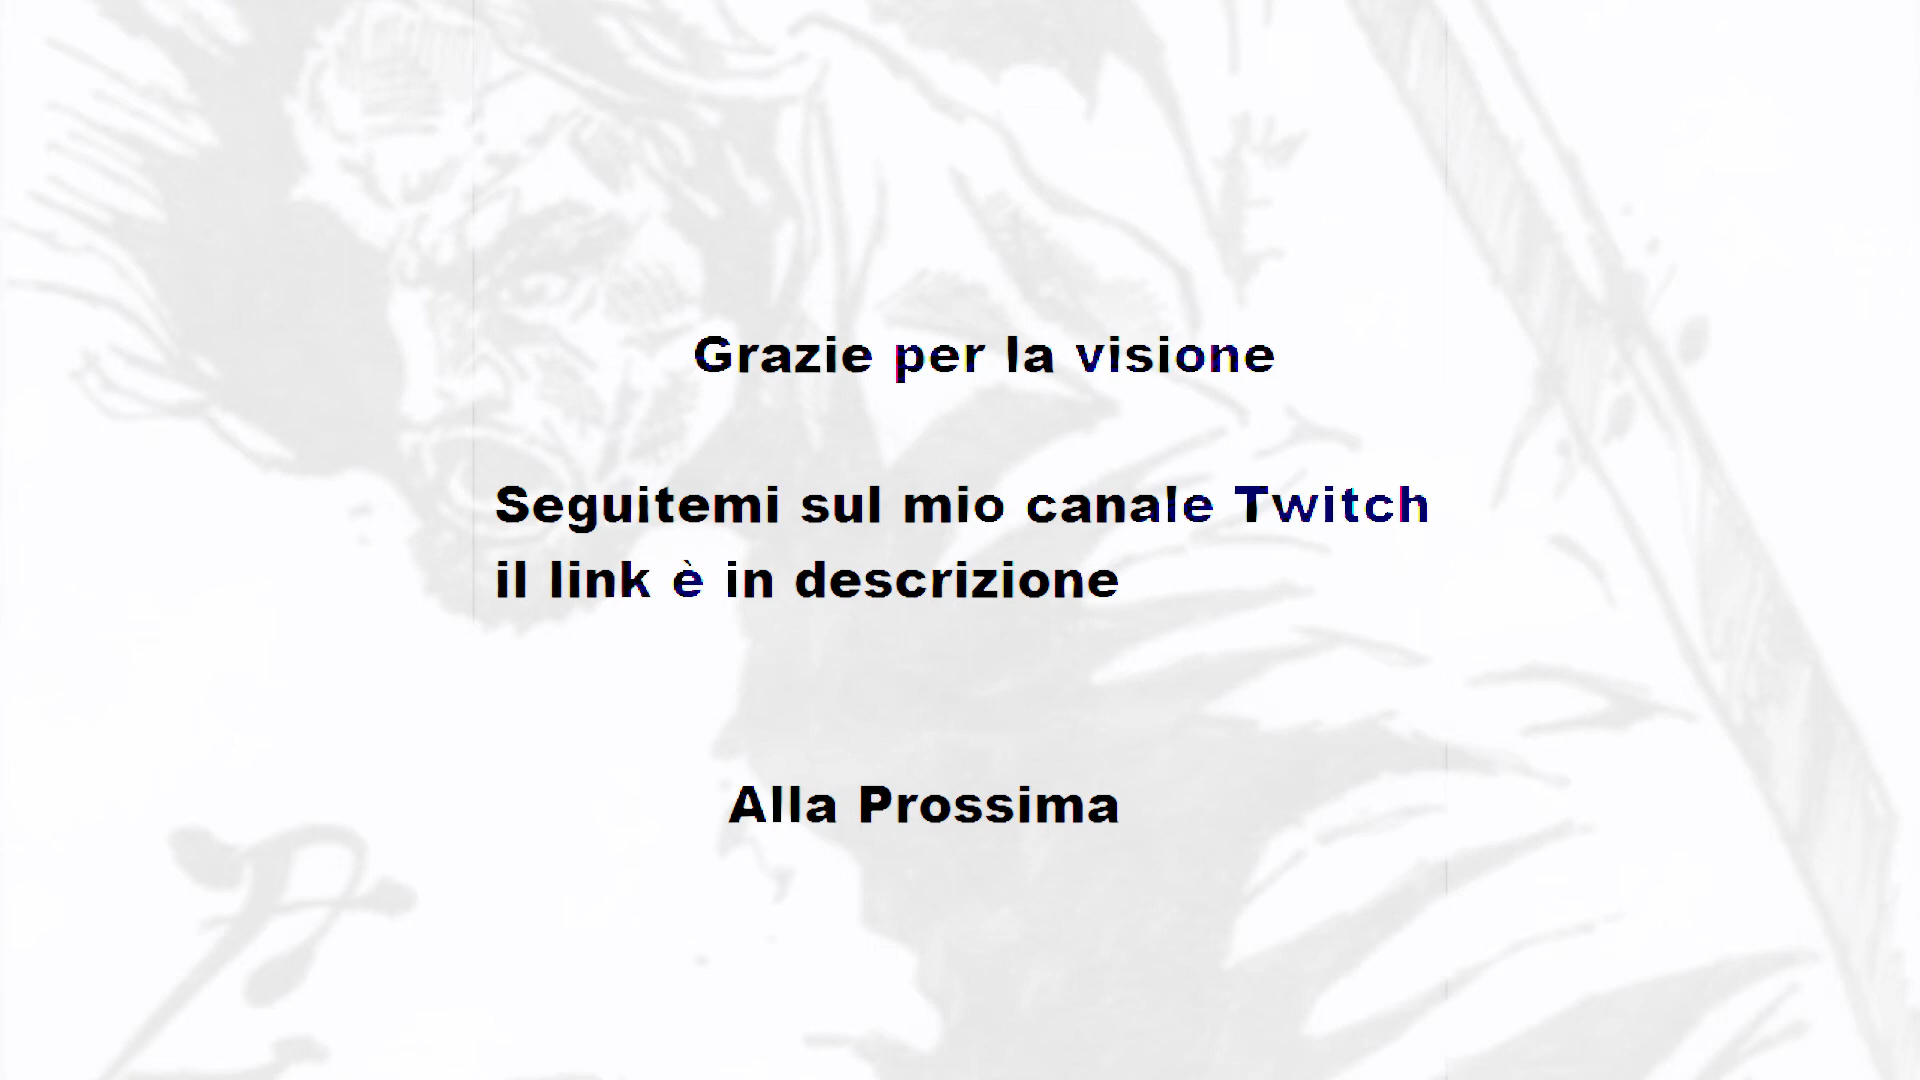 Grazie per la visione
Seguitemi sul mio canale Twitch
il link è in descrizione
Alla Prossima